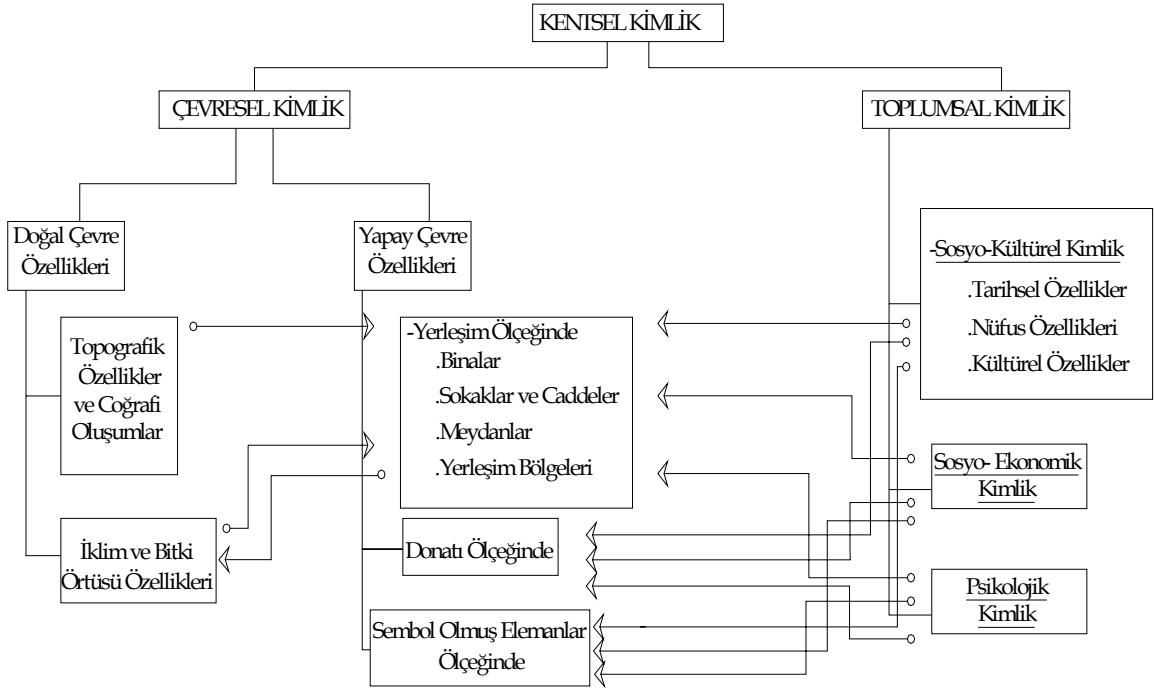 KENTSEL KİMLİK
ÇEVRESEL KİMLİK
TOPLUMSAL KİMLİK
Doğal Çevre
Özellikleri
Topografik
Özellikler
ve Coğrafi
Oluşumlar
İklim ve Bitki
Örtüsü Özellikleri
Yapay Çevre
Özellikleri
-Yerleşim Ölçeğinde
.Binalar
.Sokaklar ve Caddeler
.Meydanlar
.Yerleşim Bölgeleri
Donatı Ölçeğinde
Sembol Olmuş Elemanlar
Ölçeğinde
-Sosyo-Kültürel Kimlik
.Tarihsel Özellikler
.Nüfus Özellikleri
.Kültürel Özellikler
Sosyo- Ekonomik
Kimlik
Psikolojik
Kimlik